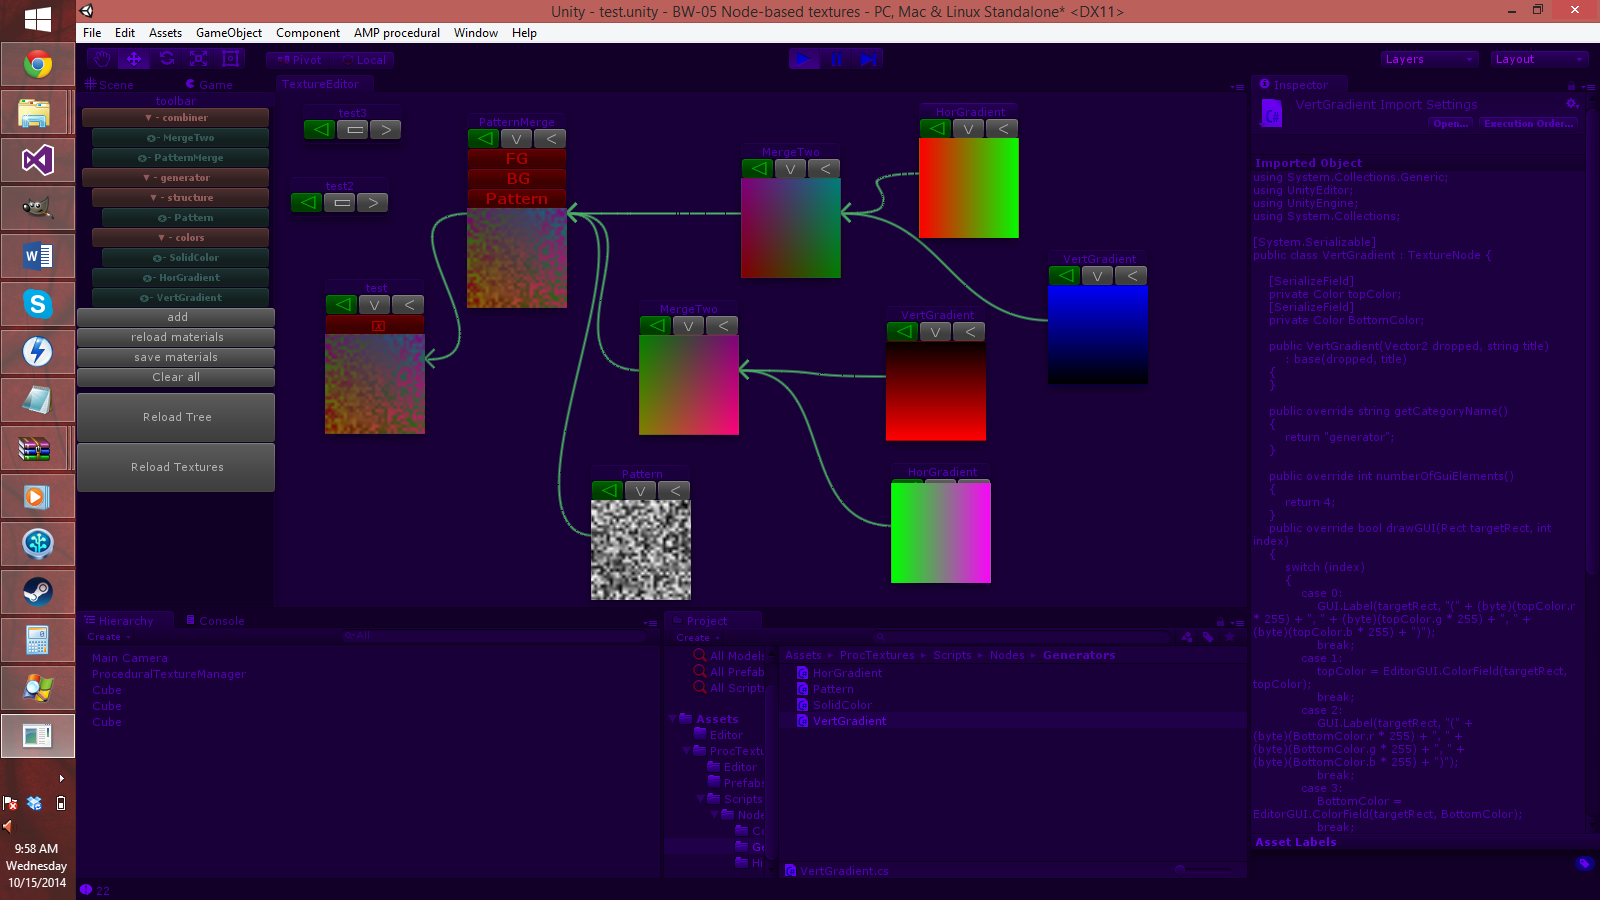 Unity - test.unity - BW-05 Node-based textures - PC, Mac & Linux Standalone* <DX11>
File Edit Assets GameObject Component AMP procedural Window Help
Pivot Local
Layers Layout
Scene Game
toolbar
▼ - combiner
- MergeTwo
- PatternMerge
▼ - generator
▼ - structure
- Pattern
▼ - colors
- SolidColor
- HorGradient
- VertGradient
add
reload materials
save materials
Clear all
Reload Tree
Reload Textures
TextureEditor
test3
>
test2
>
PatternMerge
V <
FG
BG
Pattern
test
V <
MergeTwo
V <
HorGradient
V <
VertGradient
V <
MergeTwo
V <
VertGradient
V <
Pattern
V <
HorGradient
Inspector
VertGradient Import Settings
Open... Execution Order...
Imported Object
using System.Collections.Generic;
using UnityEditor;
using UnityEngine;
using System.Collections;
[System.Serializable]
public class VertGradient : TextureNode {
[SerializeField]
private Color topColor;
[SerializeField]
private Color BottomColor;
public VertGradient(Vector2 dropped, string title)
: base(dropped, title)
{
}
public override string getCategoryName()
{
return "generator";
}
public override int numberOfGuiElements()
{
return 4;
}
public override bool drawGUI(Rect targetRect, int
index)
{
switch (index)
{
case 0:
GUI.Label(targetRect, "(" + (byte)(topColor.r
* 255) + ", " + (byte)(topColor.g * 255) + ", " +
(byte)(topColor.b * 255) + ")");
break;
case 1:
topColor = EditorGUI.ColorField(targetRect,
topColor);
break;
case 2:
GUI.Label(targetRect, "(" +
(byte)(BottomColor.r * 255) + ", " +
(byte)(BottomColor.g * 255) + ", " +
(byte)(BottomColor.b * 255) + ")");
break;
case 3:
BottomColor =
EditorGUI.ColorField(targetRect, BottomColor);
break;
Asset Labels
Hierarchy Console
Create All
Main Camera
ProceduralTextureManager
Cube
Cube
Cube
Project
Create
All Models
All Prefab
All Script
Assets
Editor
ProcTextu
Editor
Prefabs
Scripts
Node
C
Ge
Hi
Assets ▸ ProcTextures ▸ Scripts ▸ Nodes ▸ Generators
HorGradient
Pattern
SolidColor
VertGradient
VertGradient.cs
22
9:58 AM
Wednesday
10/15/2014